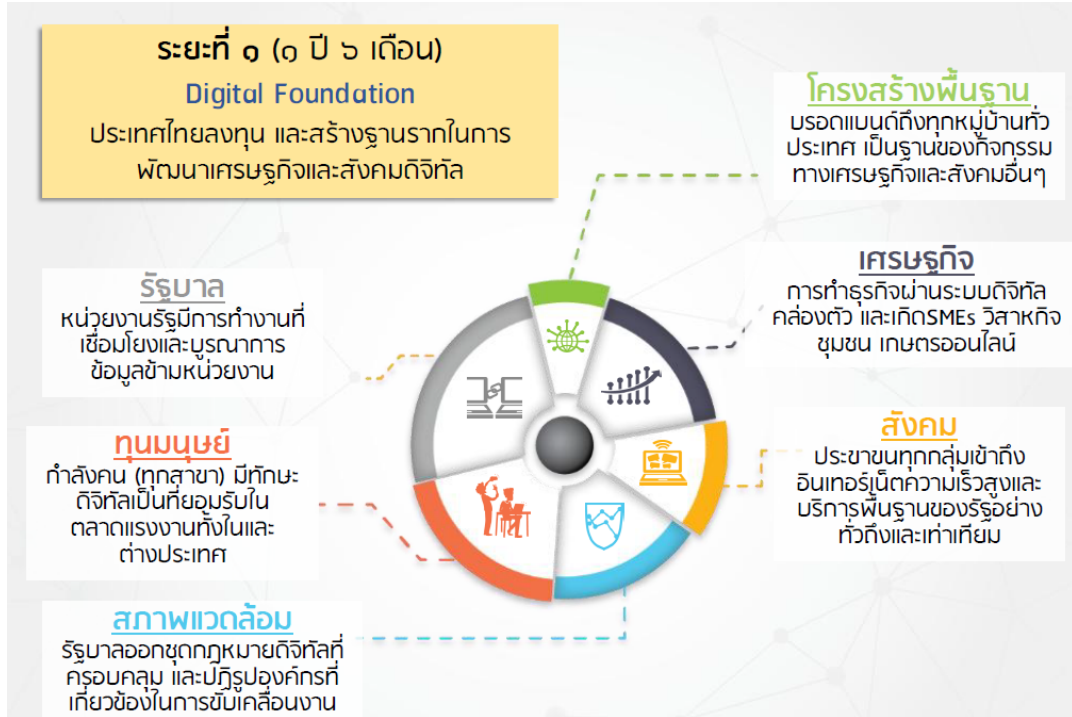 ระยะที่ ๑ (๑ ปี ๖ เดือน)
Digital Foundation
ประเทศไทยลงทุน และสร้างฐานรากในการ
พัฒนาเศรษฐกิจและสังคมดิจิทัล
โครงสร้างพื้นฐาน
บรอดแบนด์ถึงทุกหมู่บ้านทั่ว
ประเทศ เป็นฐานของกิจกรรม
ทางเศรษฐกิจและสังคมอื่นๆ
เศรษฐกิจ
การทำธุรกิจผ่านระบบดิจิทัล
คล่องตัว และเกิดSMEs วิสาหกิจ
ชุมชน เกษตรออนไลน์
สังคม
ประชาชนทุกกลุ่มเข้าถึง
อินเทอร์เน็ตความเร็วสูงและ
บริการพื้นฐานของรัฐอย่าง
ทั่วถึงและเท่าเทียม
รัฐบาล
หน่วยงานรัฐมีการทำงานที่
เชื่อมโยงและบูรณาการ
ข้อมูลข้ามหน่วยงาน
ทุนมนุษย์
กำลังคน (ทุกสาขา) มีทักษะ
ดิจิทัลเป็นที่ยอมรับใน
ตลาดแรงงานทั้งในและ
ต่างประเทศ
สภาพแวดล้อม
รัฐบาลออกชุดกฎหมายดิจิทัลที่
ครอบคลุม และปฏิรูปองค์กรที่
เกี่ยวข้องในการขับเคลื่อนงาน